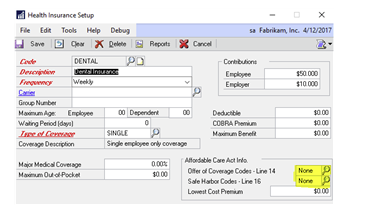 Health Insurance Setup
File Edit Tools Help Debug
sa Fabrikam, Inc. 4/12/2017
Save Clear Delete Reports Cancel
Code DENTAL
Description Dental Insurance
Frequency Weekly
Carrier
Group Number
Maximum Age: Employee 00 Dependent 00
Waiting Period (days) 0
Type of Coverage SINGLE
Coverage Description Single employee only coverage
Major Medical Coverage 0.00%
Maximum Out-of-Pocket $0.00
Contributions
Employee $50.000
Employer $10.000
Deductible $0.00
COBRA Premium $0.00
Maximum Benefit $0.00
Affordable Care Act Info.
Offer of Coverage Codes - Line 14 None
Safe Harbor Codes - Line 16 None
Lowest Cost Premium $0.00